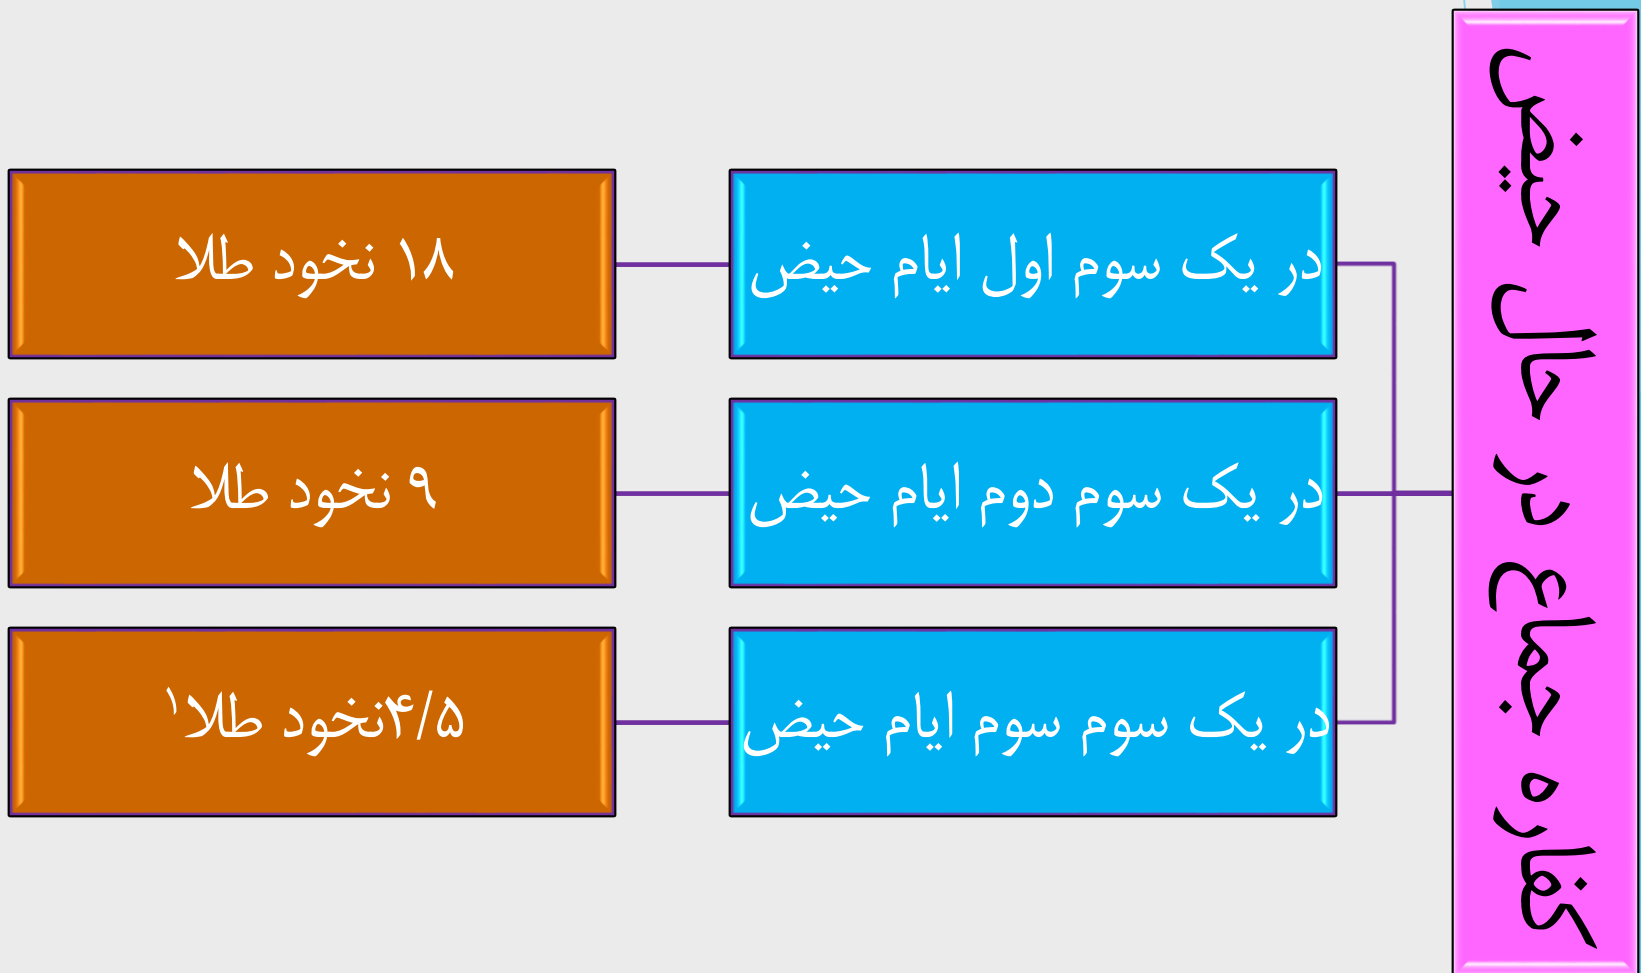 کفاره جماع در حال حیض
در یک سوم اول ایام حیض
۱۸ نخود طلا
در یک سوم دوم ایام حیض
۹ نخود طلا
در یک سوم سوم ایام حیض
۴/۵نخود طلا۱